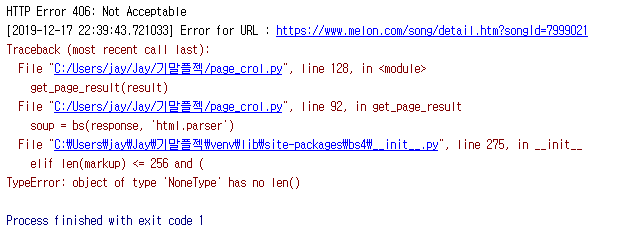 HTTP Error 406: Not Acceptable
[2019-12-17 22:39:43.721033] Error for URL : https://www.melon.com/song/detail.htm?songId=7999021
Traceback (most recent call last):
  File "C:/Users/jay/Jay/기말플젝/page_crol.py", line 128, in <module>
    get_page_result(result)
  File "C:/Users/jay/Jay/기말플젝/page_crol.py", line 92, in get_page_result
    soup = bs(response, 'html.parser')
  File "C:₩Users₩jay₩Jay₩기말플젝₩venv₩lib₩site-packages₩bs4₩__init__.py", line 275, in __init__
    elif len(markup) <= 256 and (
TypeError: object of type 'NoneType' has no len()
Process finished with exit code 1